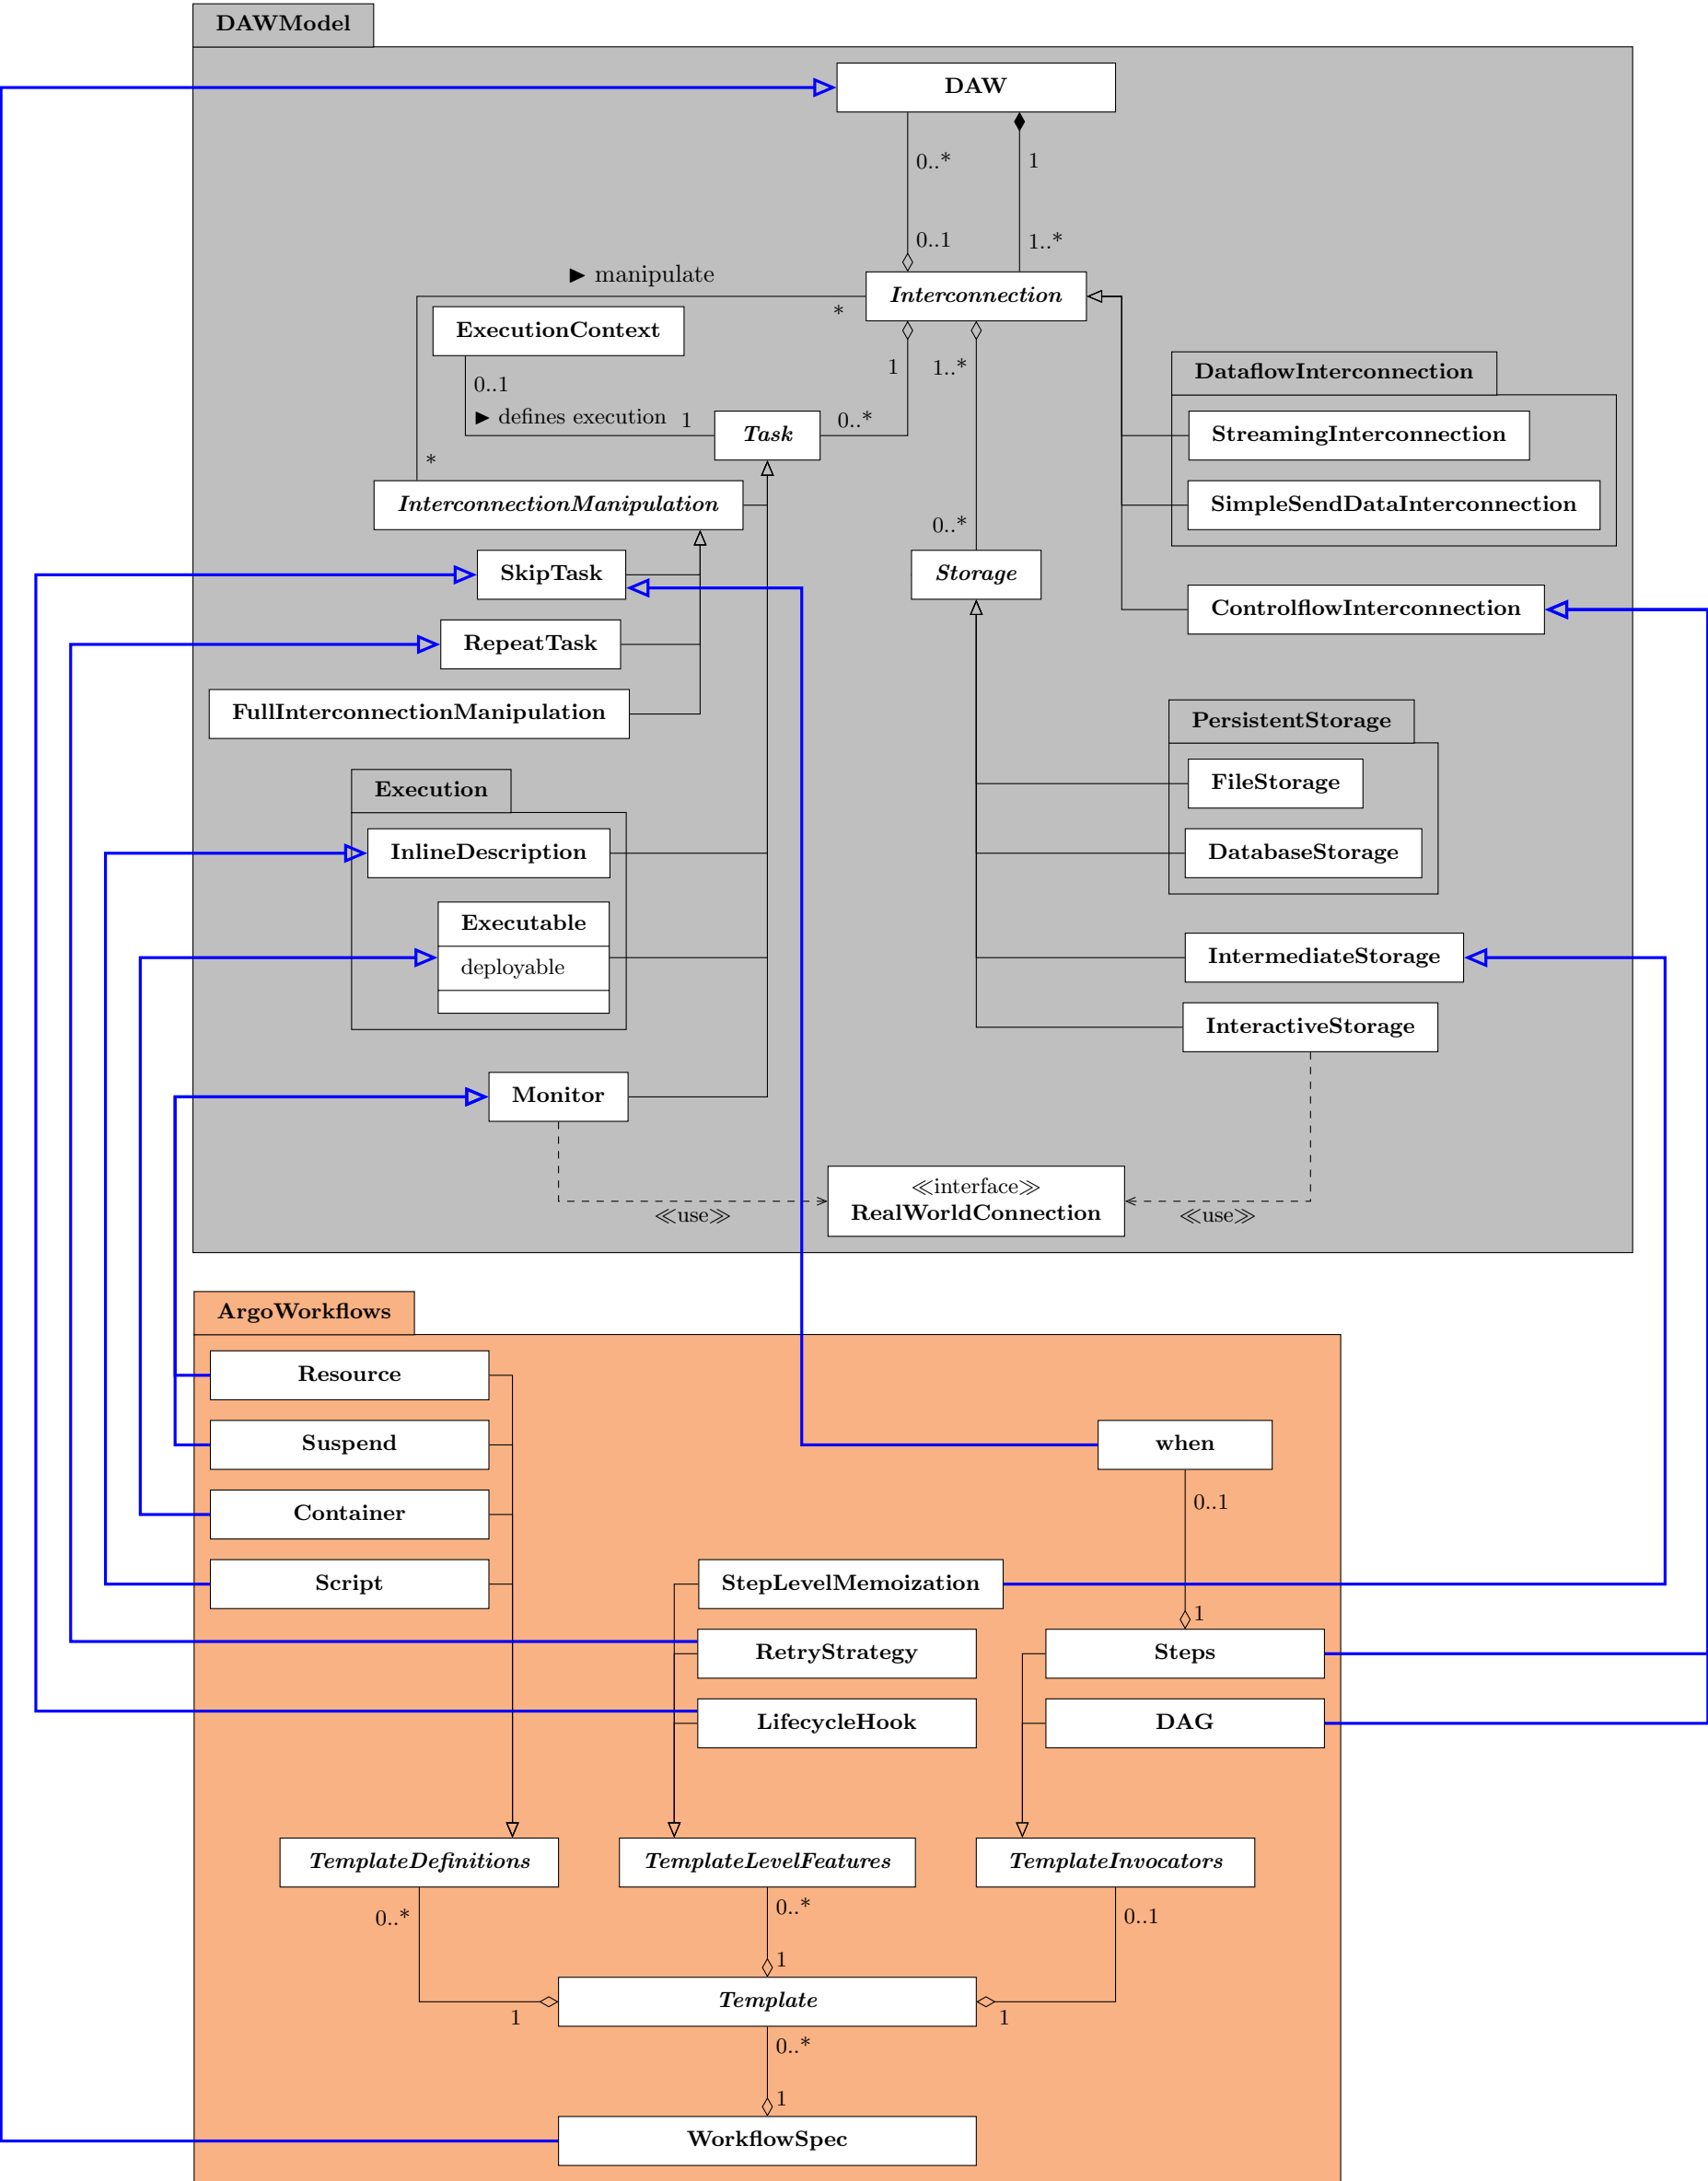 DAWModel
DAW
0..*
1
0..1
1..*
▶ manipulate
Interconnection
*
ExecutionContext
1
1..*
0..1
DataflowInterconnection
▶ defines execution
1
Task
0..*
StreamingInterconnection
*
InterconnectionManipulation
SimpleSendDataInterconnection
0..*
SkipTask
Storage
ControlflowInterconnection
RepeatTask
FullInterconnectionManipulation
PersistentStorage
FileStorage
Execution
InlineDescription
DatabaseStorage
Executable
deployable
IntermediateStorage
InteractiveStorage
Monitor
≪interface≫
RealWorldConnection
≪use≫
≪use≫
ArgoWorkflows
Resource
Suspend
when
Container
0..1
Script
StepLevelMemoization
1
RetryStrategy
Steps
LifecycleHook
DAG
TemplateDefinitions
TemplateLevelFeatures
TemplateInvocators
0..*
0..*
0..1
1
Template
1
1
0..*
1
WorkflowSpec